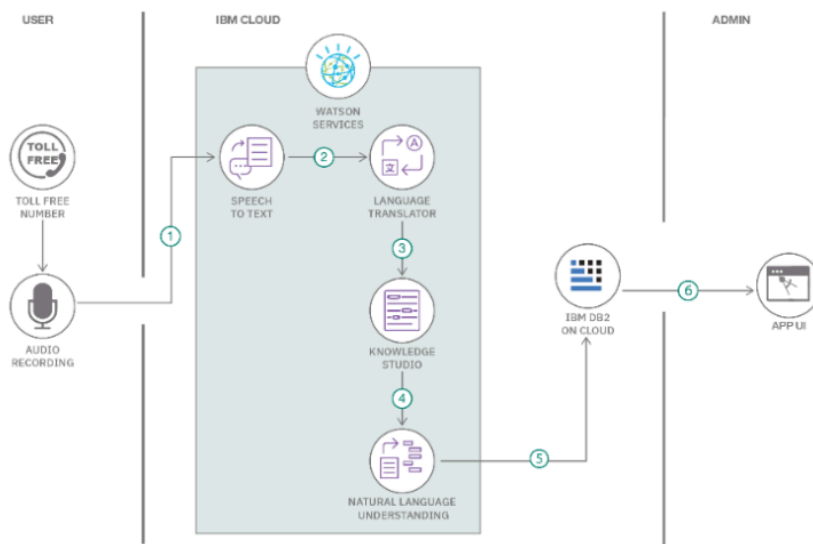 USER
IBM CLOUD
ADMIN
WATSON
SERVICES
TOLL
FREE
TOLL FREE
NUMBER
1
SPEECH
TO TEXT
2
A
文
LANGUAGE
TRANSLATOR
3
AUDIO
RECORDING
KNOWLEDGE
STUDIO
4
NATURAL LANGUAGE
UNDERSTANDING
5
IBM DB2
ON CLOUD
6
APP UI